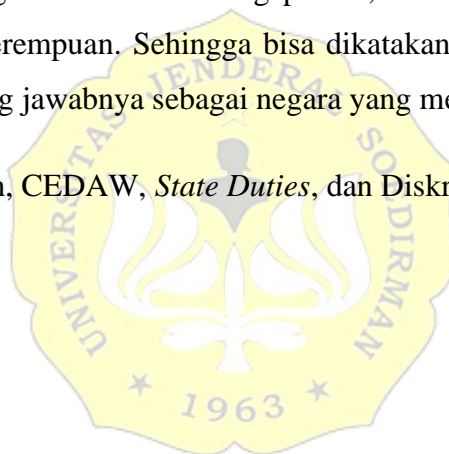 erempuan. Sehingga bisa dikatakan
g jawabnya sebagai negara yang me
n, CEDAW, State Duties, dan Diskr
UNIVERSITAS JENDERAL SOEDIRMAN
1963